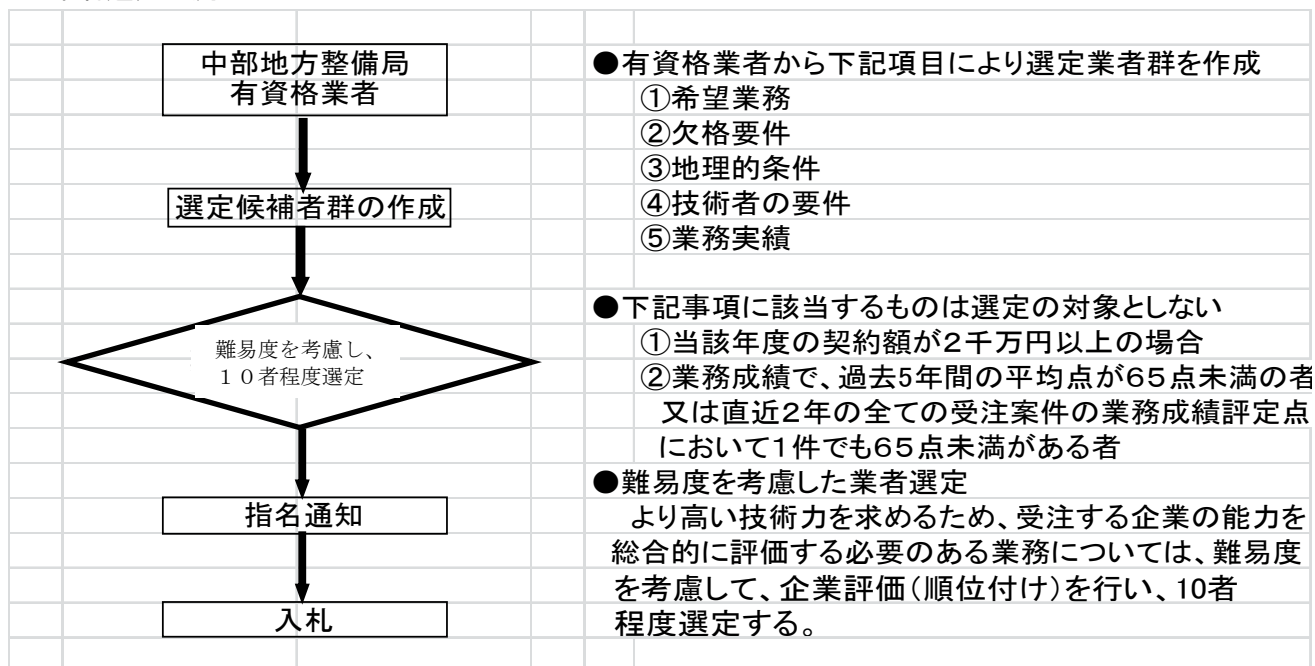 中部地方整備局
有資格業者
選定候補者群の作成
難易度を考慮し、
１０者程度選定
指名通知
入札
●有資格業者から下記項目により選定業者群を作成
①希望業務
②欠格要件
③地理的条件
④技術者の要件
⑤業務実績
●下記事項に該当するものは選定の対象としない
①当該年度の契約額が２千万円以上の場合
②業務成績で、過去5年間の平均点が６５点未満の者
又は直近２年の全ての受注案件の業務成績評定点
において１件でも６５点未満がある者
●難易度を考慮した業者選定
より高い技術力を求めるため、受注する企業の能力を
総合的に評価する必要のある業務については、難易度
を考慮して、企業評価（順位付け）を行い、10者
程度選定する。